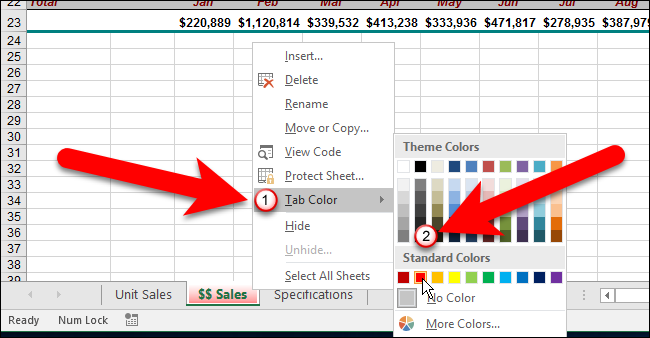 22 Total Jan Feb Mar Apr May Jun Jul Aug
23 $220,889 $1,120,814 $339,532 $413,238 $333,936 $471,817 $278,935 $387,979
24
25
26
27
28
29
30
31
32
33
34
35
36
37
38
39
Insert...
Delete
Rename
Move or Copy...
View Code
Protect Sheet...
1 Tab Color
Hide
Unhide...
Select All Sheets
Theme Colors
2
Standard Colors
No Color
More Colors...
Unit Sales $$ Sales Specifications
Ready Num Lock